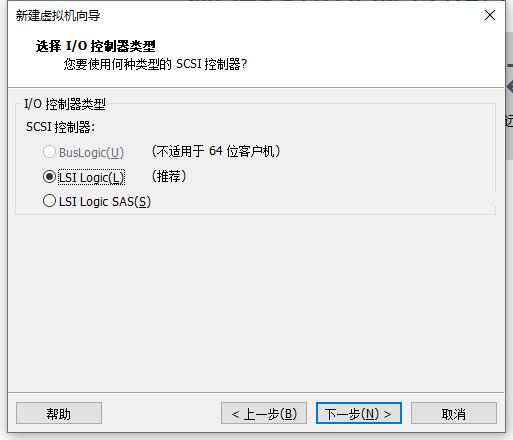 新建虚拟机向导
选择 I/O 控制器类型
您要使用何种类型的 SCSI 控制器?
I/O 控制器类型
SCSI 控制器:
BusLogic(U) (不适用于 64 位客户机)
LSI Logic(L) (推荐)
LSI Logic SAS(S)
帮助 < 上一步(B) 下一步(N) > 取消